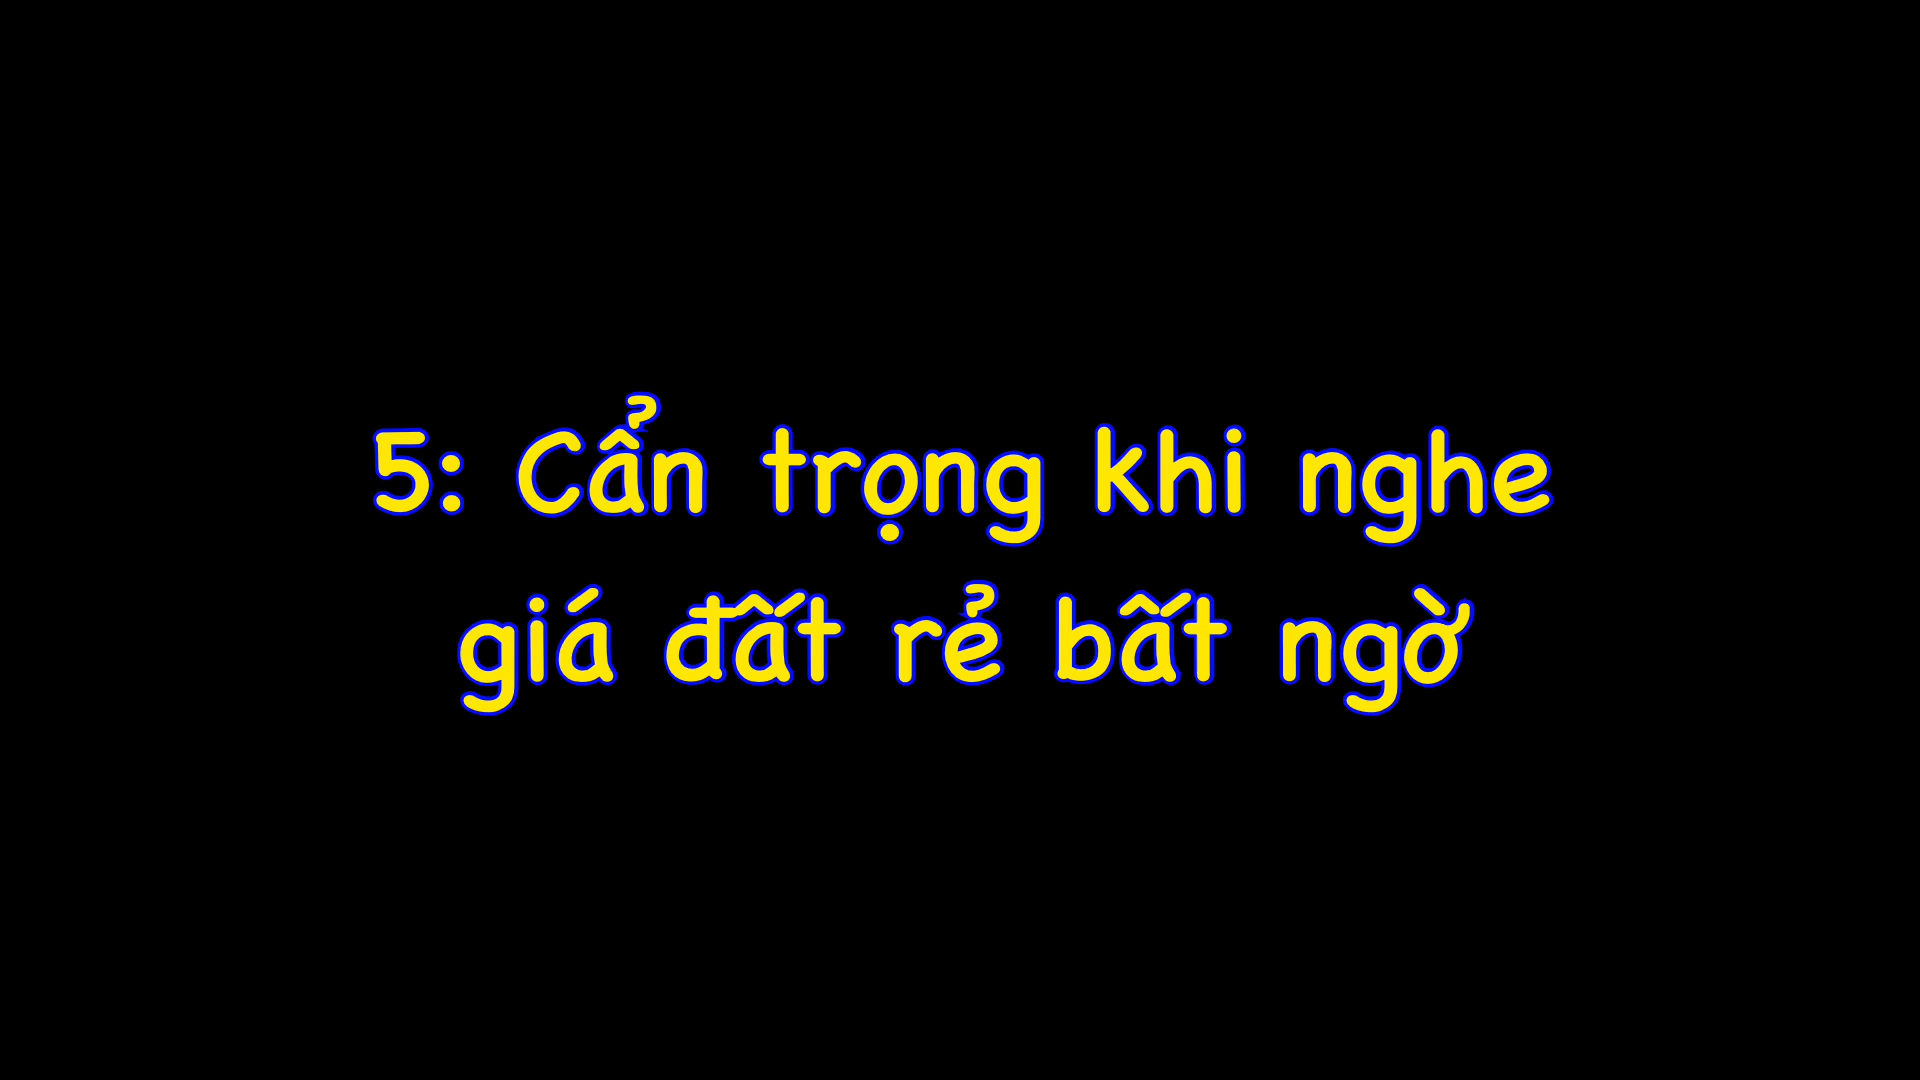 5: Cẩn trọng khi nghe
giá đất rẻ bất ngờ